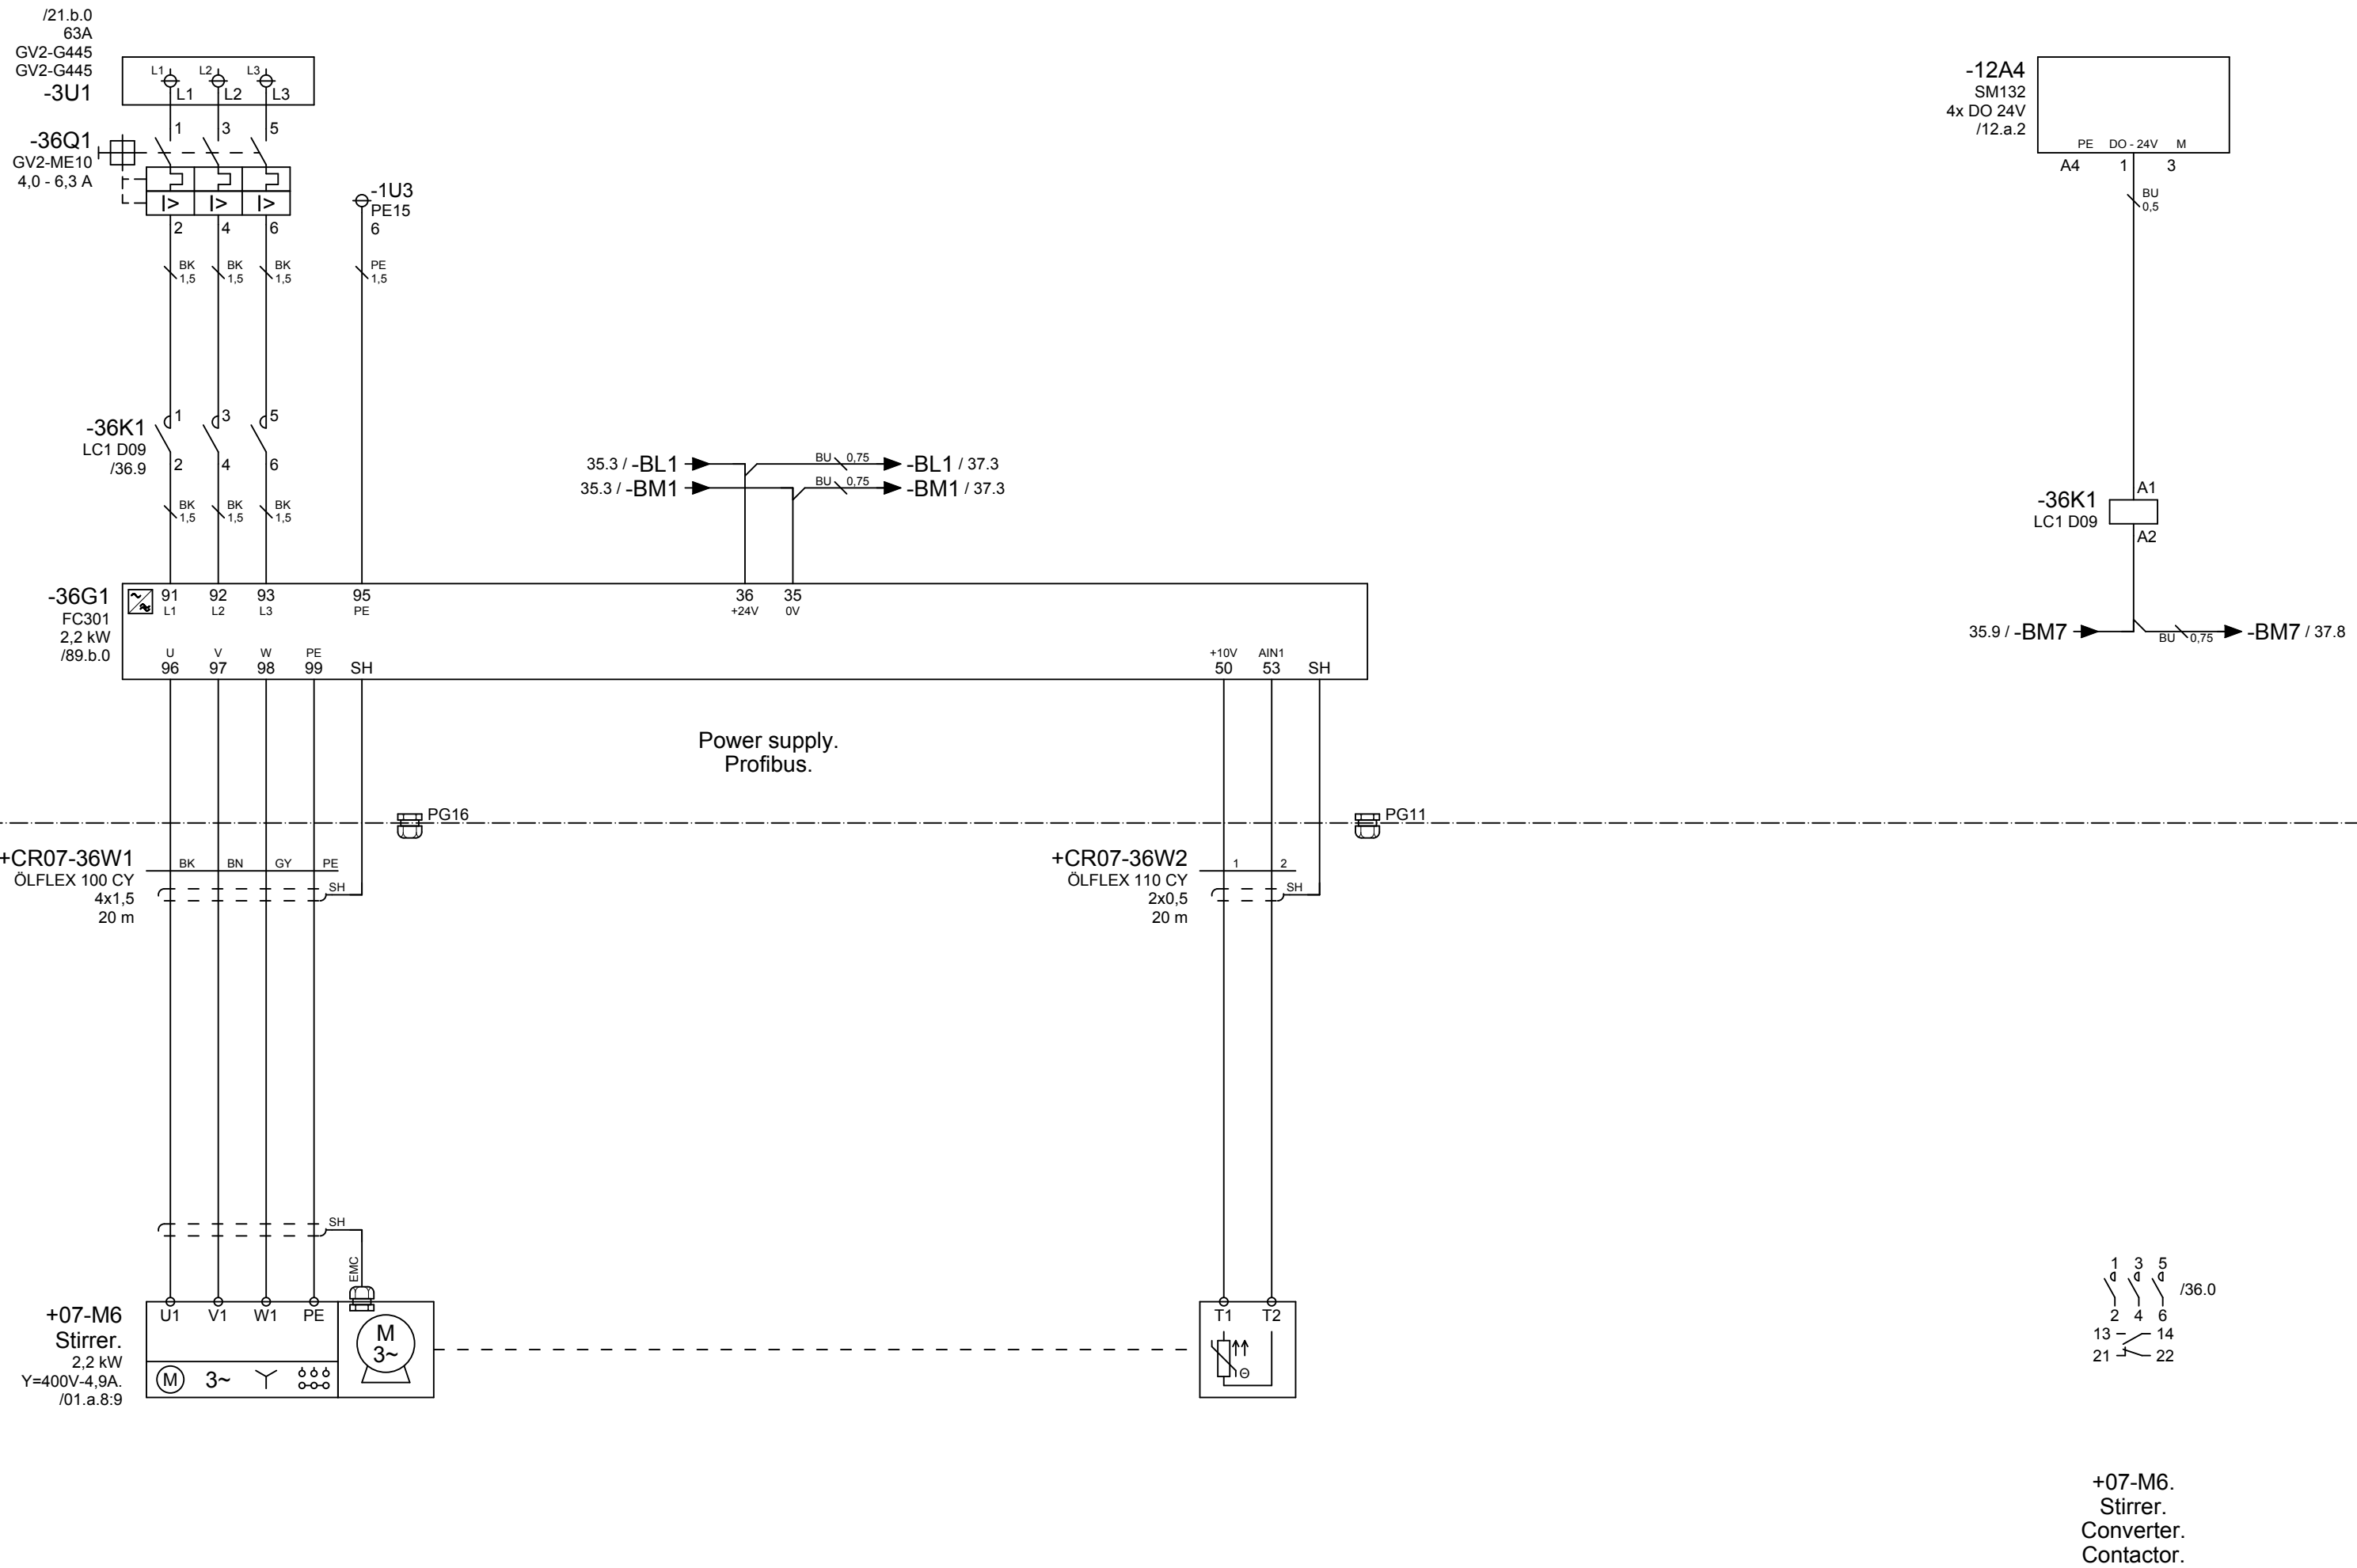 /21.b.0
63A
GV2-G445
GV2-G445
-3U1
L1 L2 L3
L1 L2 L3
1 3 5
-36Q1
GV2-ME10
4,0 - 6,3 A
I> I> I>
2 4 6
-1U3
PE15
6
BK BK BK PE
1,5 1,5 1,5 1,5
-36K1
LC1 D09
/36.9
1 3 5
2 4 6
BK BK BK
1,5 1,5 1,5
35.3 / -BL1 BU 0,75 -BL1 / 37.3
35.3 / -BM1 BU 0,75 -BM1 / 37.3
-36G1
FC301
2,2 kW
/89.b.0
91 92 93 95 36 35
L1 L2 L3 PE +24V 0V
U V W PE +10V AIN1
96 97 98 99 SH 50 53 SH
Power supply.
Profibus.
PG16
PG11
+CR07-36W1
ÖLFLEX 100 CY
4x1,5
20 m
BK BN GY PE
SH
+CR07-36W2
ÖLFLEX 110 CY
2x0,5
20 m
1 2
SH
SH
EMC
+07-M6
Stirrer.
2,2 kW
Y=400V-4,9A.
/01.a.8:9
U1 V1 W1 PE
M
3~
M 3~
T1 T2
Θ
-12A4
SM132
4x DO 24V
/12.a.2
PE DO - 24V M
A4 1 3
BU
0,5
-36K1
LC1 D09
A1
A2
35.9 / -BM7 BU 0,75 -BM7 / 37.8
1 3 5
/36.0
2 4 6
13 14
21 22
+07-M6.
Stirrer.
Converter.
Contactor.